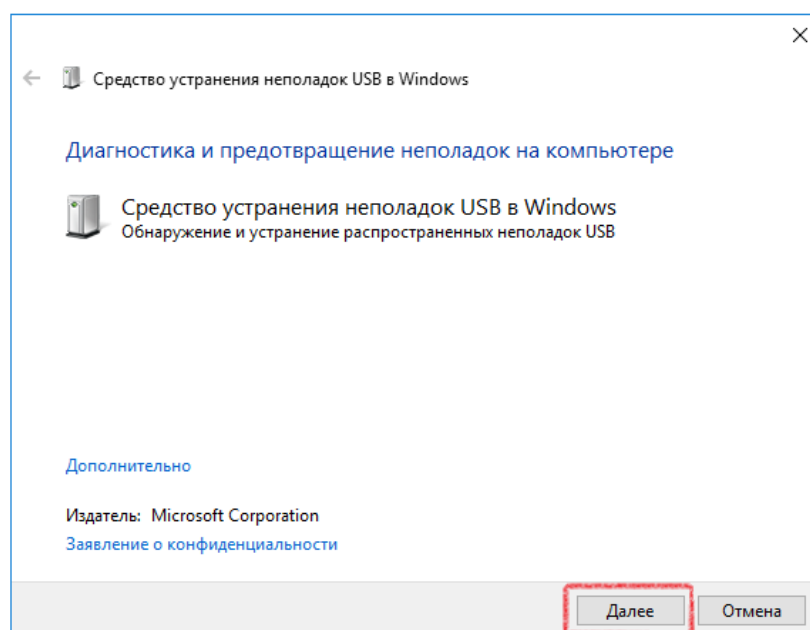 Средство устранения неполадок USB в Windows
Диагностика и предотвращение неполадок на компьютере
Средство устранения неполадок USB в Windows
Обнаружение и устранение распространенных неполадок USB
Дополнительно
Издатель: Microsoft Corporation
Заявление о конфиденциальности
Далее Отмена